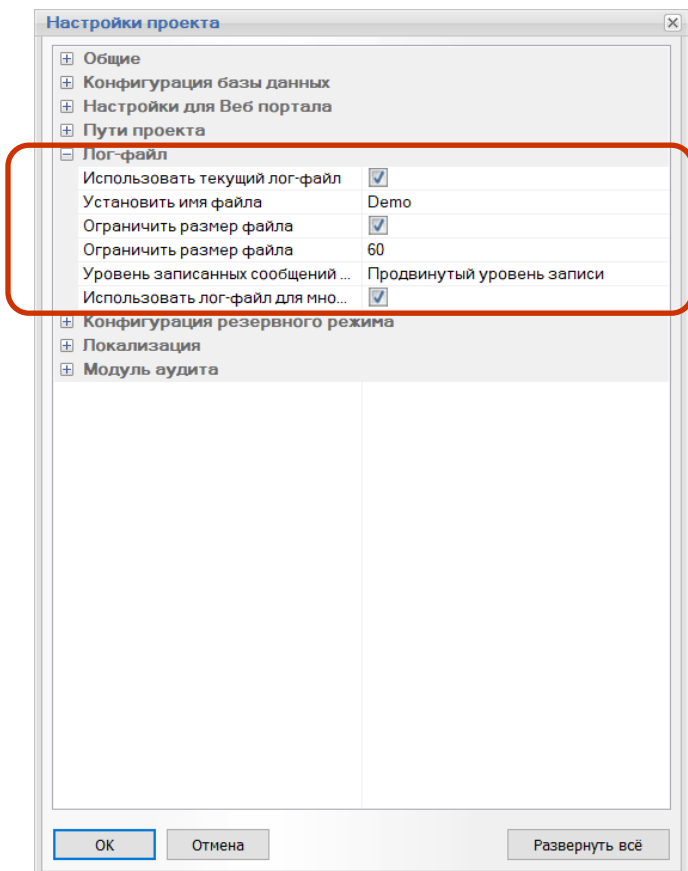 Настройки проекта
Общие
Конфигурация базы данных
Настройки для Веб портала
Пути проекта
Лог-файл
Использовать текущий лог-файл
Установить имя файла Demo
Ограничить размер файла
Ограничить размер файла 60
Уровень записанных сообщений ... Продвинутый уровень записи
Использовать лог-файл для мно...
Конфигурация резервного режима
Локализация
Модуль аудита
ОК Отмена Развернуть всё